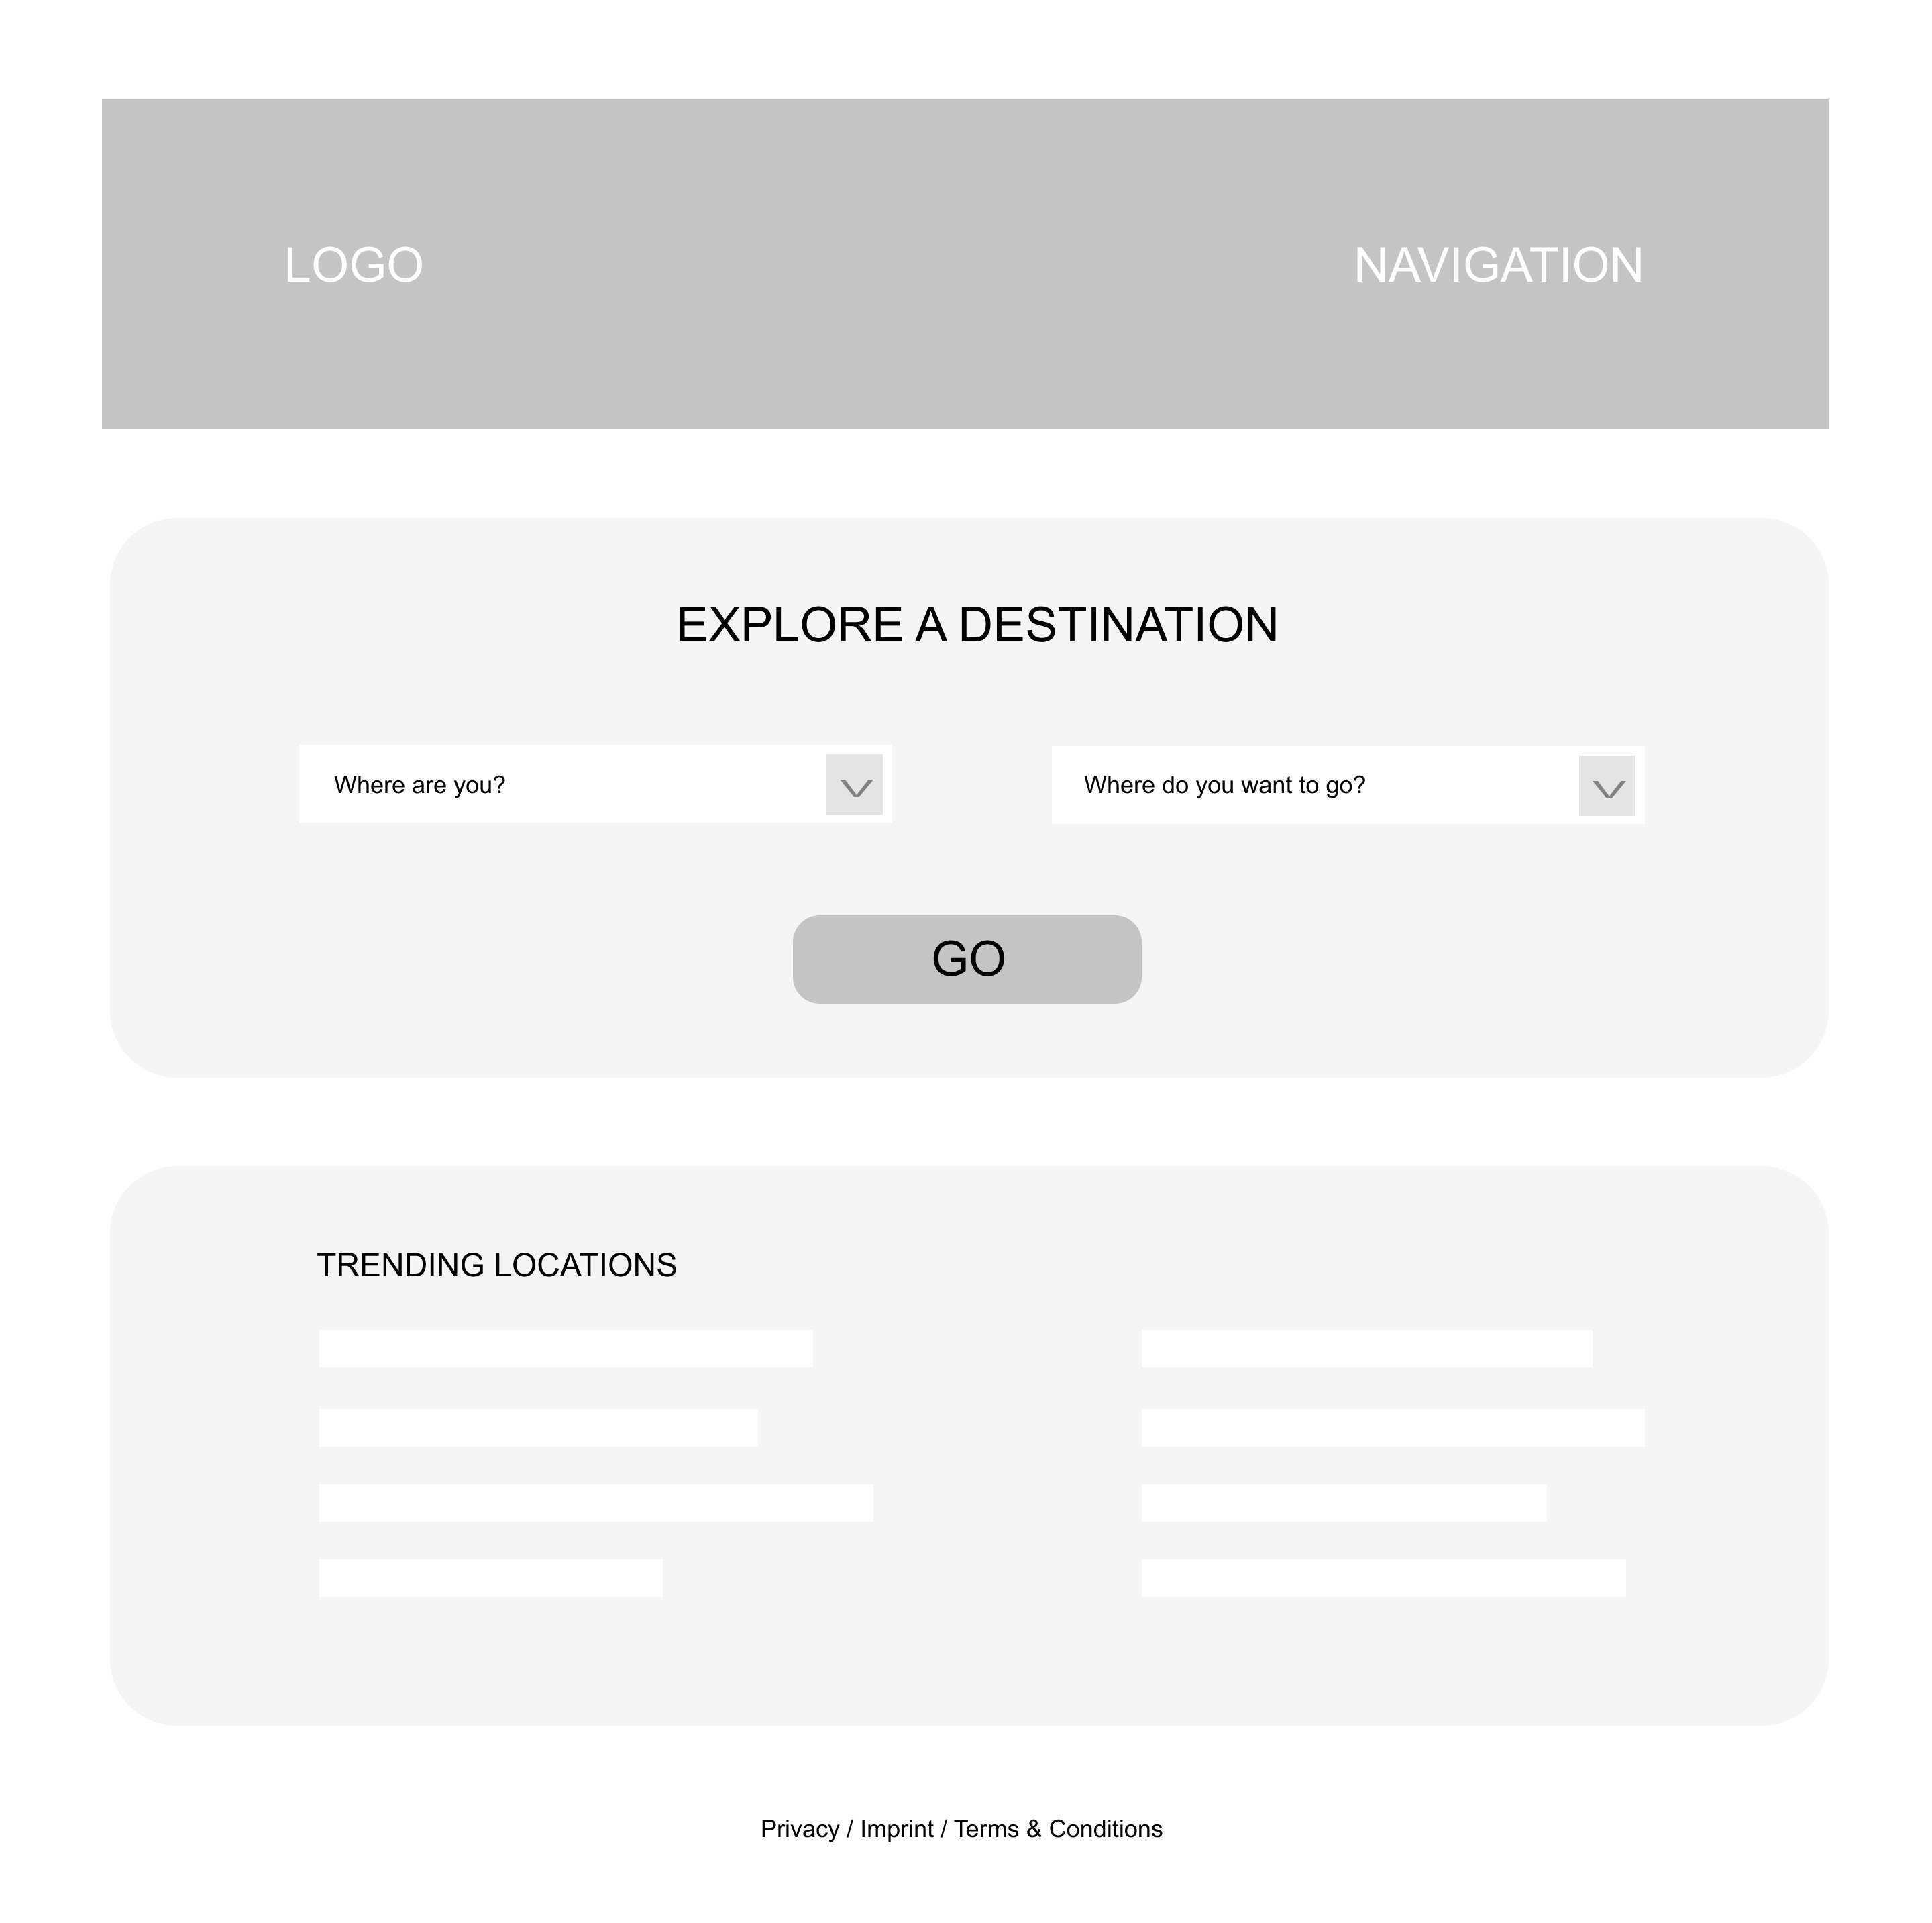 LOGO
NAVIGATION
EXPLORE A DESTINATION
Where are you?
Where do you want to go?
GO
TRENDING LOCATIONS
Privacy / Imprint / Terms & Conditions